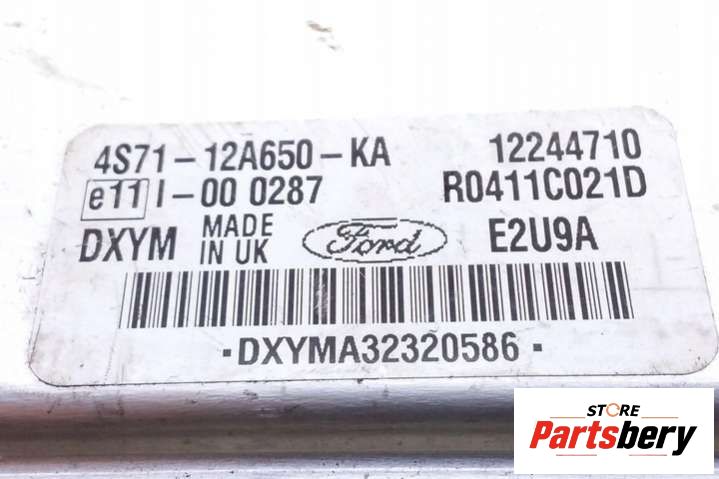 4S71-12A650-KA 12244710
e11 I-00 0287 R0411C021D
DXYM MADE IN UK Ford E2U9A
·DXYMA32320586·
STORE
Partsbery